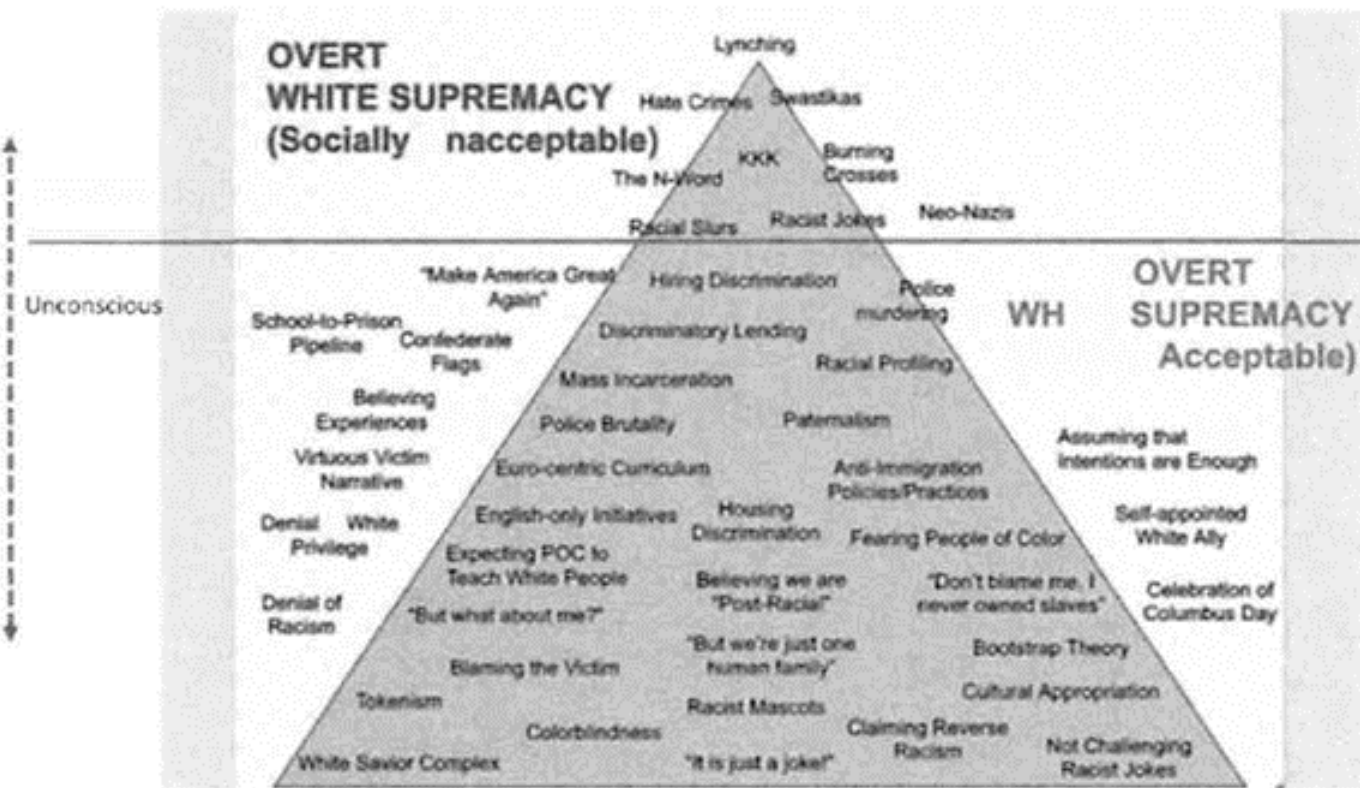 Lynching
OVERT
WHITE SUPREMACY
(Socially nacceptable)
Hate Crimes
Swastikas
KKK
Burning
Crosses
The N-Word
Racial Slurs
Racist Jokes
Neo-Nazis
Unconscious
OVERT
WH SUPREMACY
Acceptable)
"Make America Great
Again"
Hiring Discrimination
Police
murdering
School-to-Prison
Pipeline
Confederate
Flags
Discriminatory Lending
Racial Profiling
Mass Incarceration
Believing
Experiences
Police Brutality
Paternalism
Virtuous Victim
Narrative
Euro-centric Curriculum
Anti-Immigration
Policies/Practices
Assuming that
Intentions are Enough
Denial White
Privilege
English-only Initiatives
Housing
Discrimination
Fearing People of Color
Self-appointed
White Ally
Expecting POC to
Teach White People
Believing we are
"Post-Racial"
"Don't blame me, I
never owned slaves"
Celebration of
Columbus Day
Denial of
Racism
"But what about me?"
"But we're just one
human family"
Bootstrap Theory
Blaming the Victim
Cultural Appropriation
Tokenism
Racist Mascots
Colorblindness
Claiming Reverse
Racism
White Savior Complex
"It is just a joke!"
Not Challenging
Racist Jokes